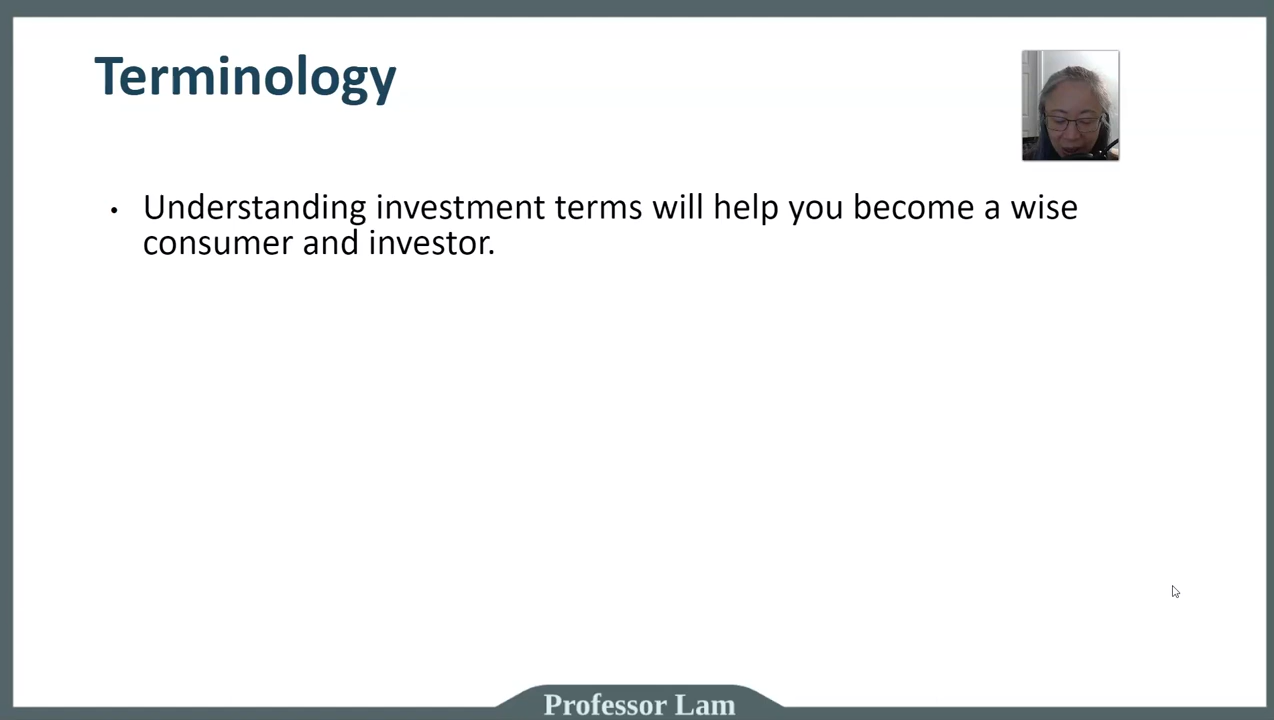 Terminology
• Understanding investment terms will help you become a wise
consumer and investor.
Professor Lam